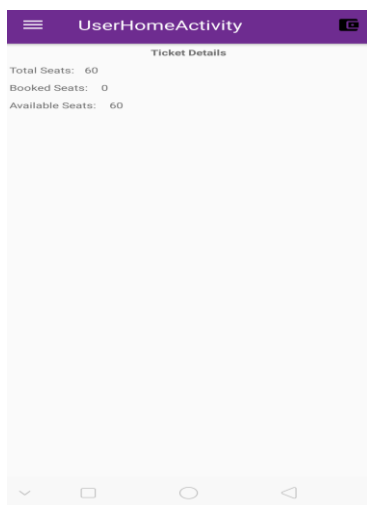 UserHomeActivity
Ticket Details
Total Seats: 60
Booked Seats: 0
Available Seats: 60